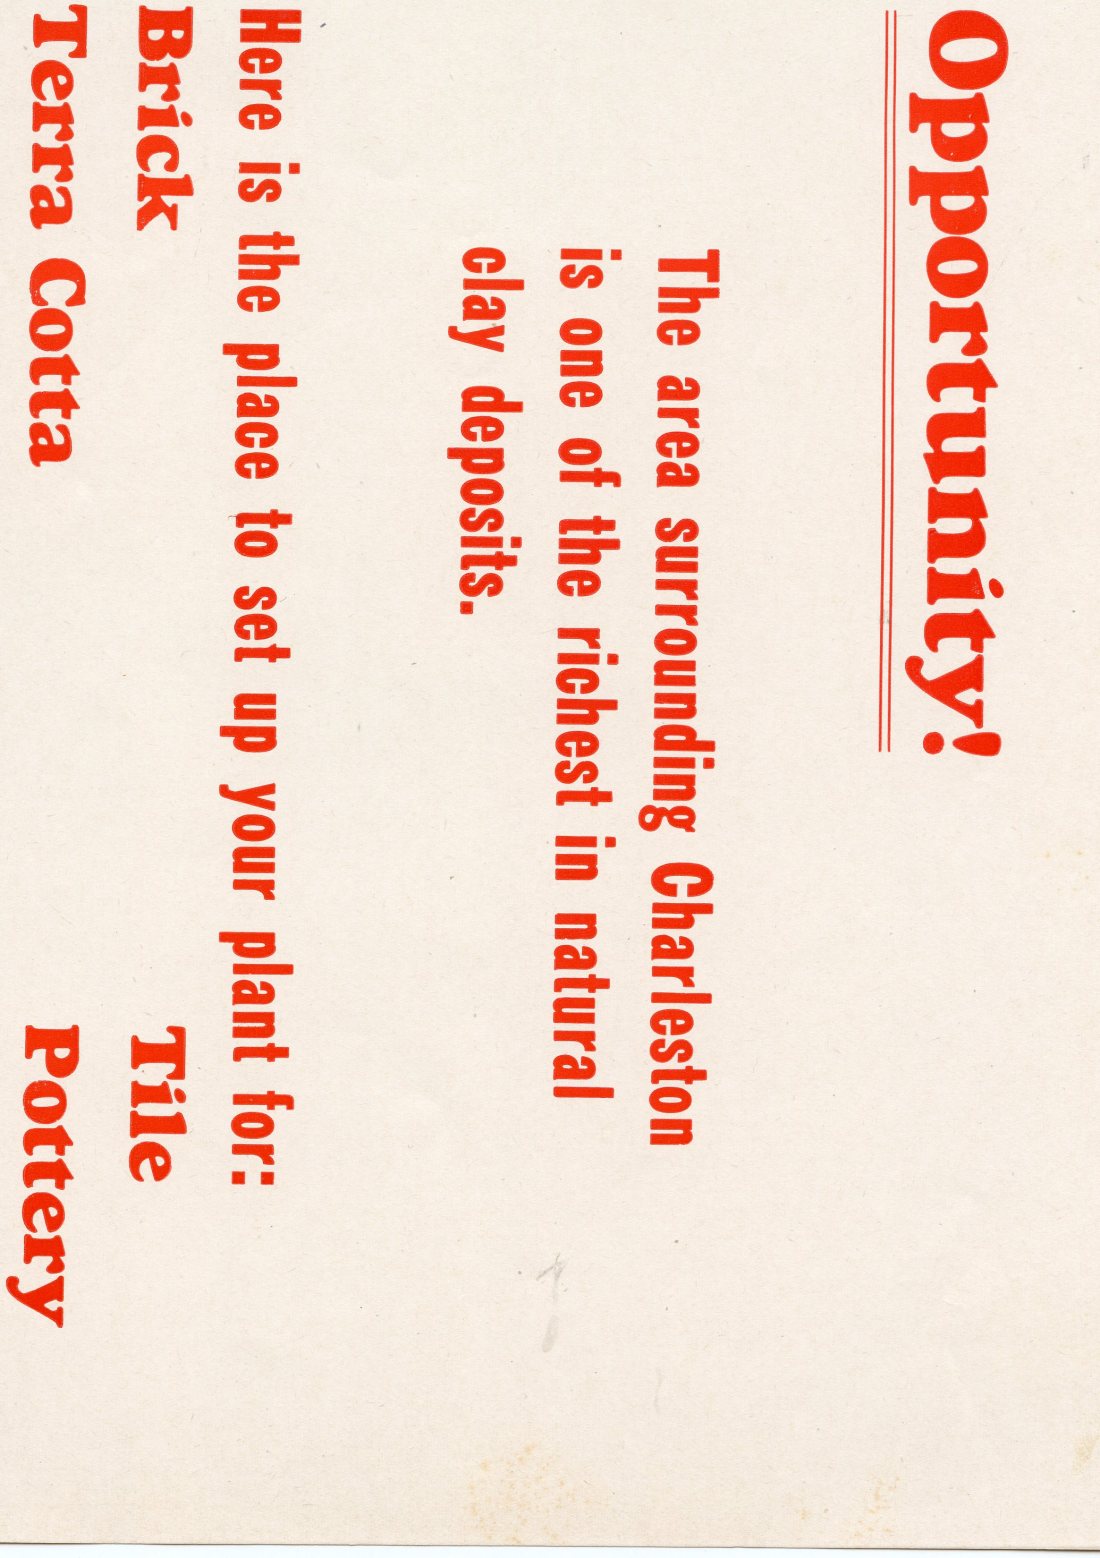 Opportunity!
The area surrounding Charleston
is one of the richest in natural
clay deposits.
Here is the place to set up your plant for:
Brick Tile
Terra Cotta Pottery